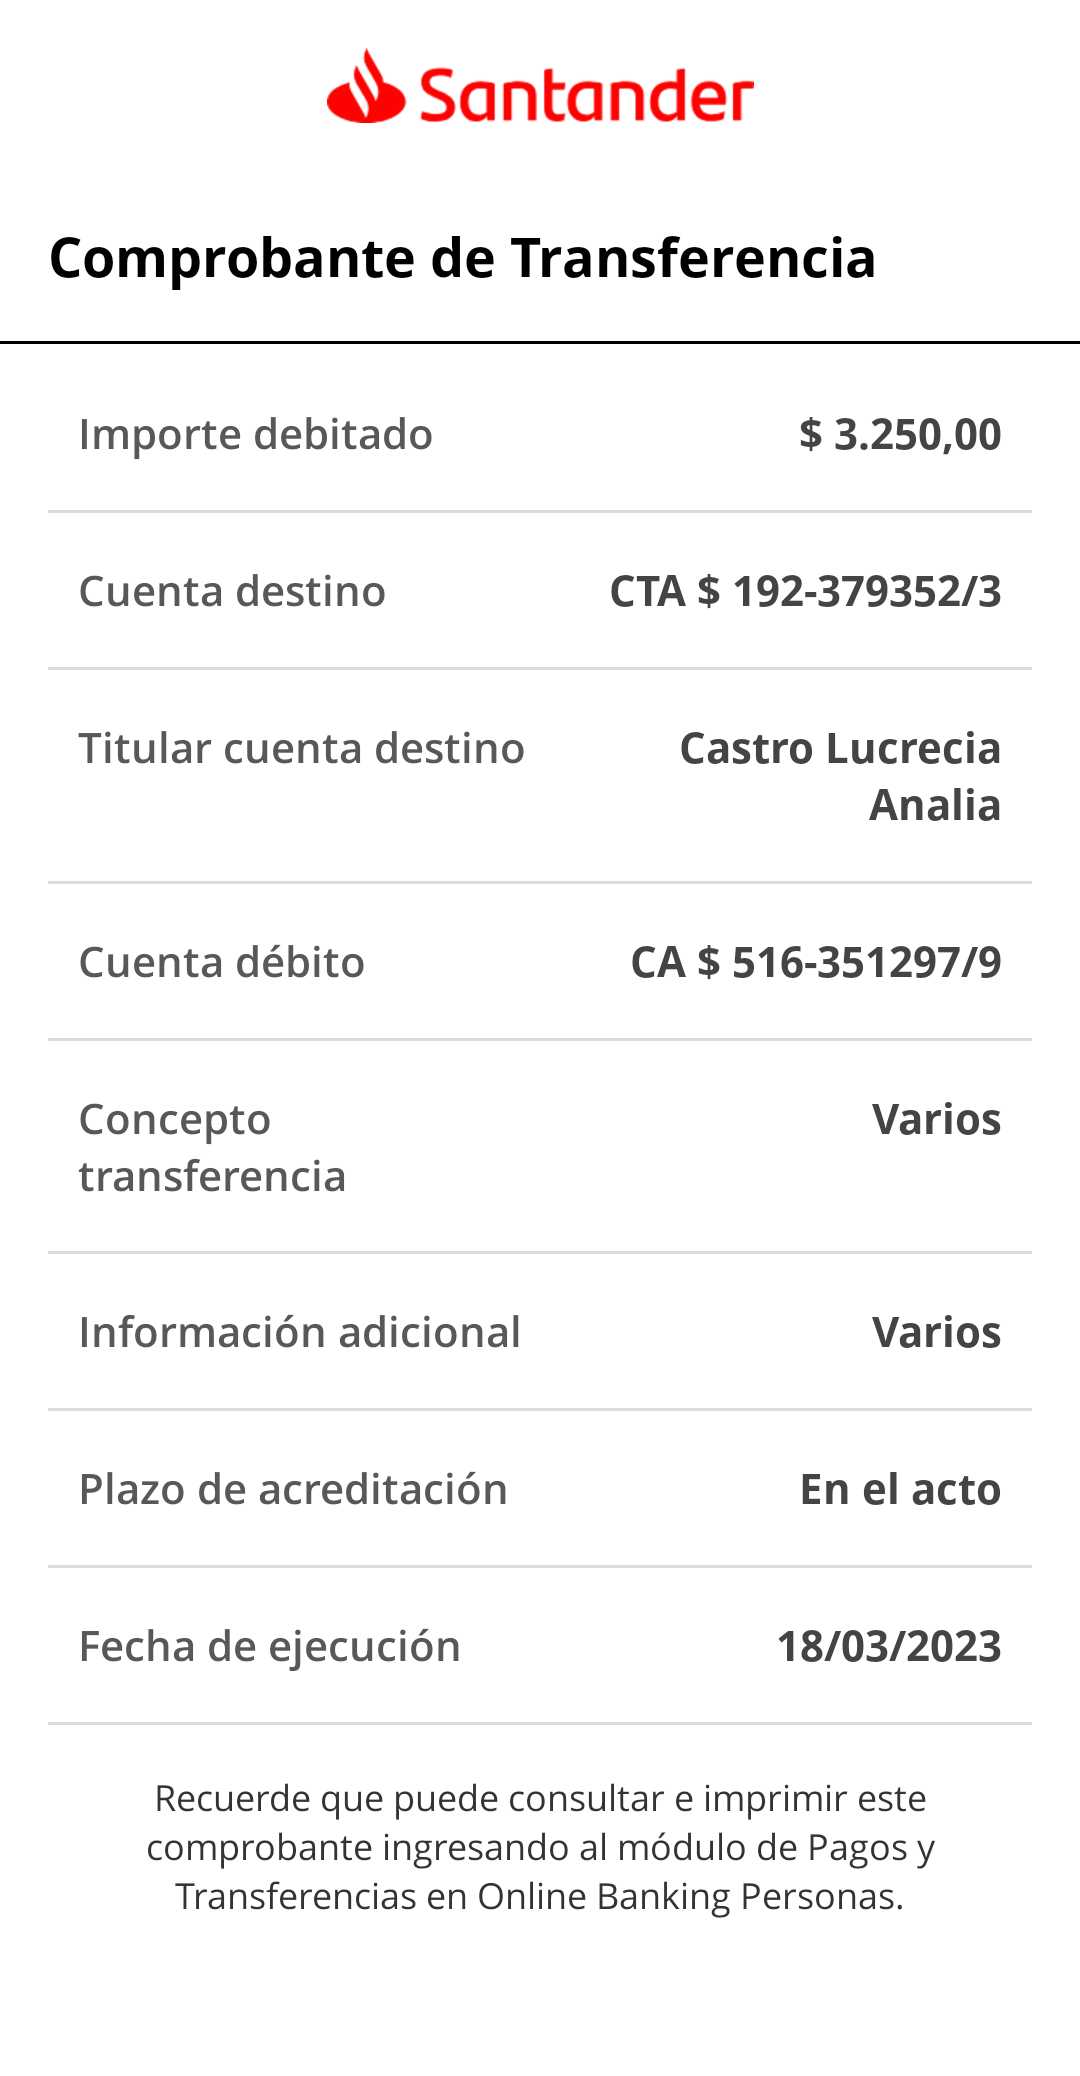 Santander
Comprobante de Transferencia
Importe debitado $ 3.250,00
Cuenta destino CTA $ 192-379352/3
Titular cuenta destino Castro Lucrecia
Analia
Cuenta débito CA $ 516-351297/9
Concepto Varios
transferencia
Información adicional Varios
Plazo de acreditación En el acto
Fecha de ejecución 18/03/2023
Recuerde que puede consultar e imprimir este
comprobante ingresando al módulo de Pagos y
Transferencias en Online Banking Personas.